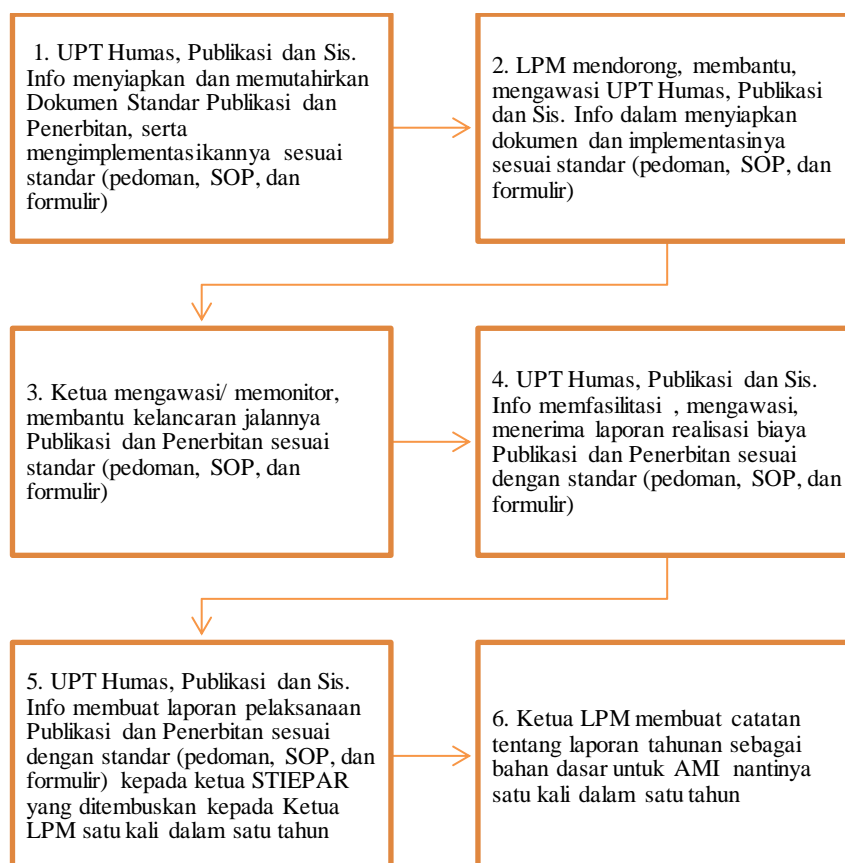 1. UPT Humas, Publikasi dan Sis.
Info menyiapkan dan memutahirkan
Dokumen Standar Publikasi dan
Penerbitan, serta
mengimplementasikannya sesuai
standar (pedoman, SOP, dan
formulir)
2. LPM mendorong, membantu,
mengawasi UPT Humas, Publikasi
dan Sis. Info dalam menyiapkan
dokumen dan implementasinya
sesuai standar (pedoman, SOP, dan
formulir)
3. Ketua mengawasi/ memonitor,
membantu kelancaran jalannya
Publikasi dan Penerbitan sesuai
standar (pedoman, SOP, dan
formulir)
4. UPT Humas, Publikasi dan Sis.
Info memfasilitasi , mengawasi,
menerima laporan realisasi biaya
Publikasi dan Penerbitan sesuai
dengan standar (pedoman, SOP, dan
formulir)
5. UPT Humas, Publikasi dan Sis.
Info membuat laporan pelaksanaan
Publikasi dan Penerbitan sesuai
dengan standar (pedoman, SOP, dan
formulir) kepada ketua STIEPAR
yang ditembuskan kepada Ketua
LPM satu kali dalam satu tahun
6. Ketua LPM membuat catatan
tentang laporan tahunan sebagai
bahan dasar untuk AMI nantinya
satu kali dalam satu tahun